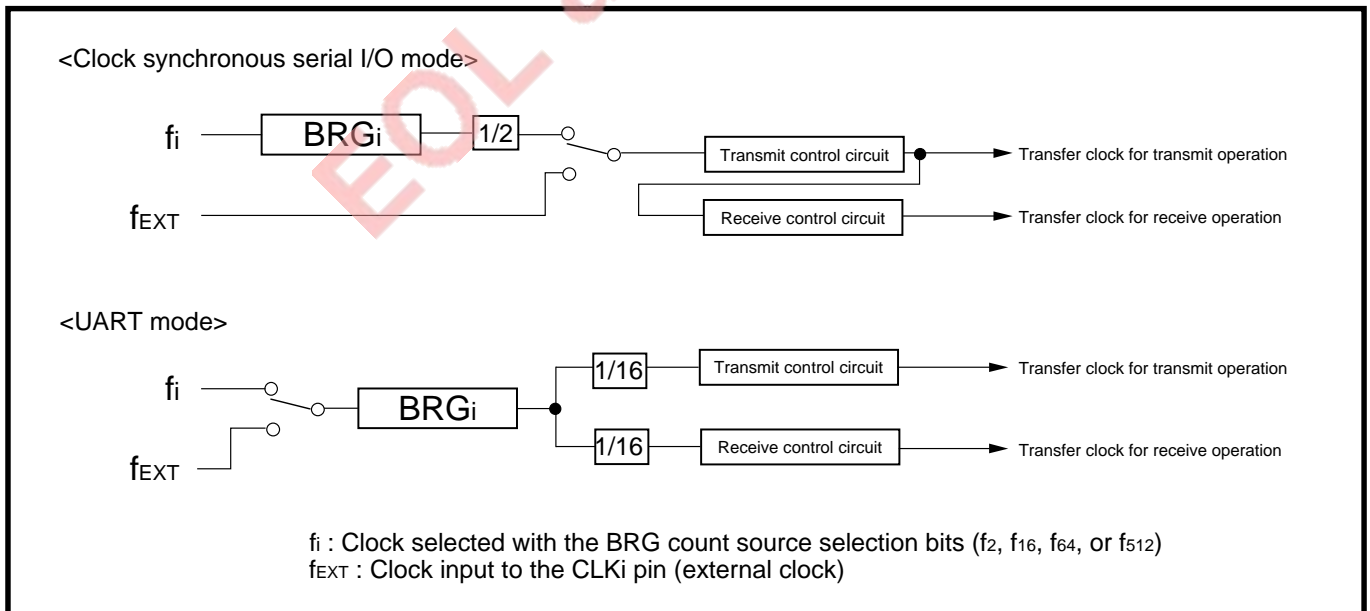 <Clock synchronous serial I/O mode>
fi
BRGi
1/2
Transmit control circuit
Transfer clock for transmit operation
fEXT
Receive control circuit
Transfer clock for receive operation
<UART mode>
fi
BRGi
1/16
Transmit control circuit
Transfer clock for transmit operation
fEXT
1/16
Receive control circuit
Transfer clock for receive operation
fi : Clock selected with the BRG count source selection bits (f2, f16, f64, or f512)
fEXT : Clock input to the CLKi pin (external clock)
EOL